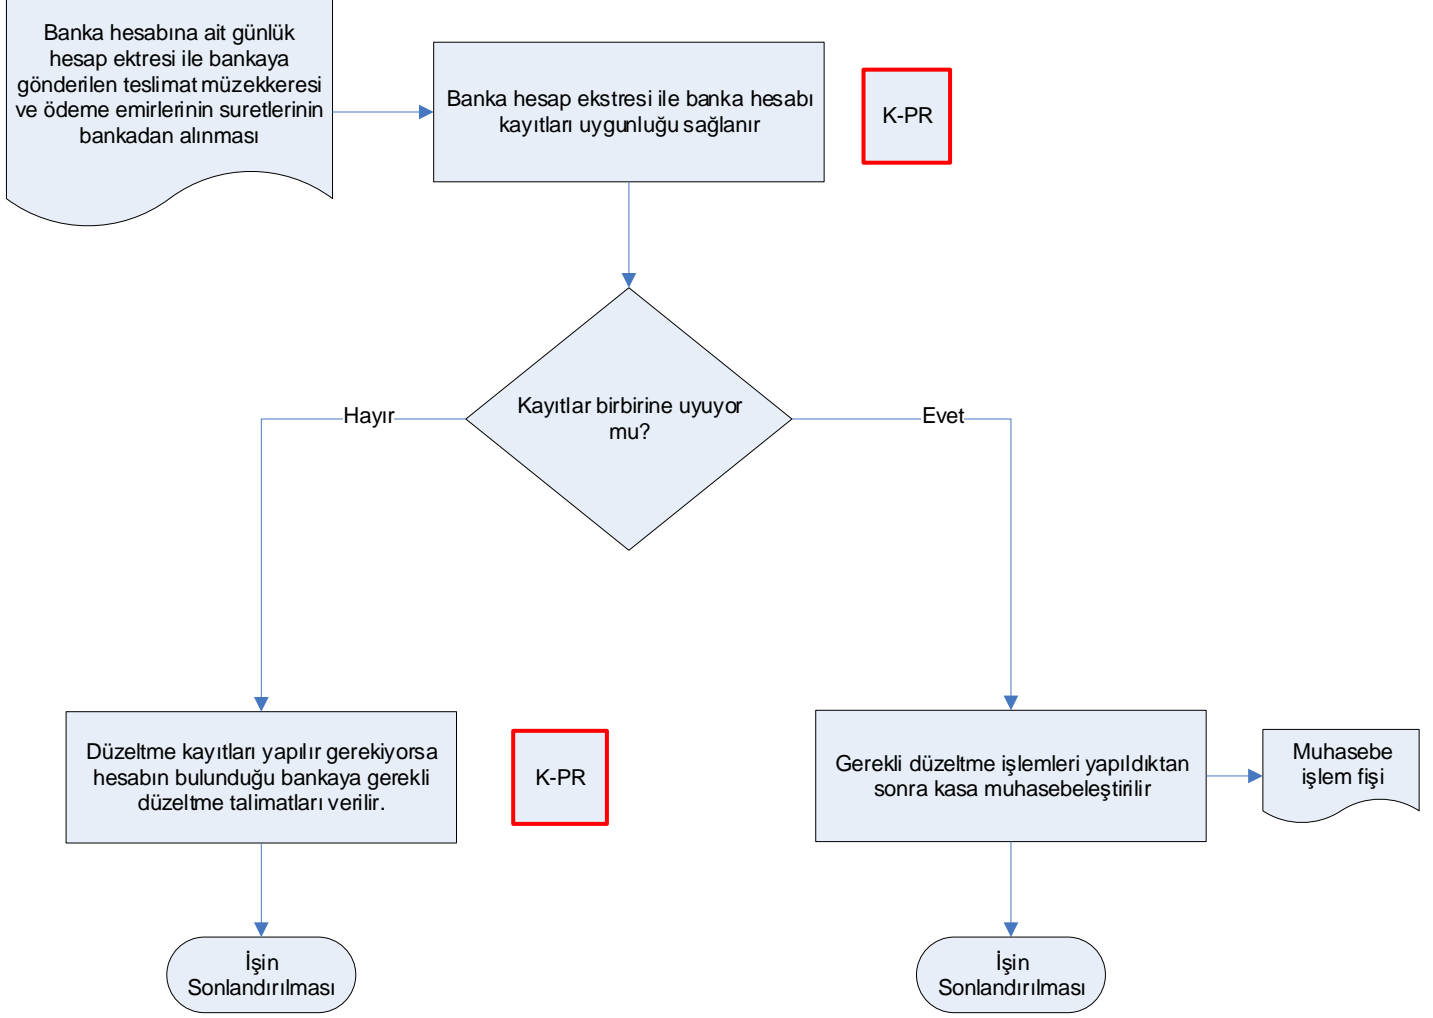 Banka hesabına ait günlük
hesap ektresi ile bankaya
gönderilen teslimat müzekkeresi
ve ödeme emirlerinin suretlerinin
bankadan alınması
Banka hesap ekstresi ile banka hesabı
kayıtları uygunluğu sağlanır
K-PR
Kayıtlar birbirine uyuyor
mu?
Hayır
Evet
Düzeltme kayıtları yapılır gerekiyorsa
hesabın bulunduğu bankaya gerekli
düzeltme talimatları verilir.
K-PR
Gerekli düzeltme işlemleri yapıldıktan
sonra kasa muhasebeleştirilir
Muhasebe
işlem fişi
İşin
Sonlandırılması
İşin
Sonlandırılması